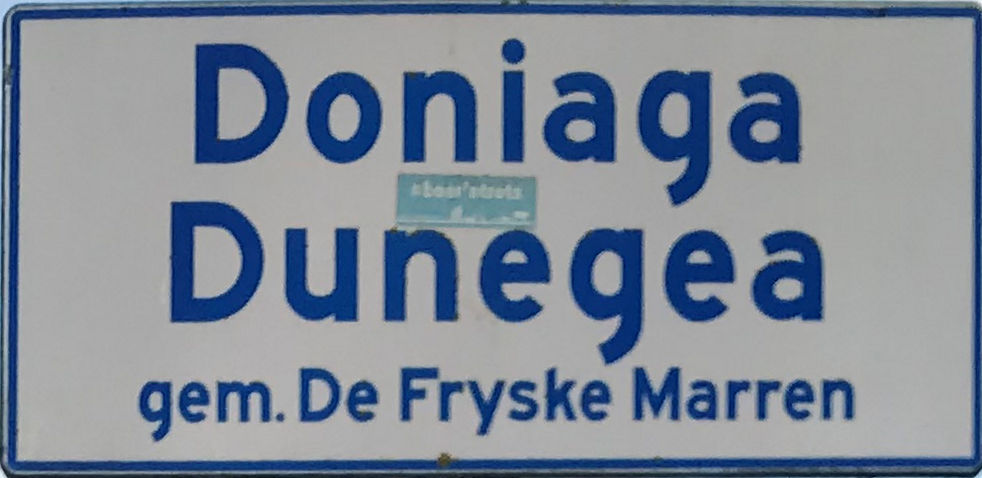 Doniaga
Dunegea
gem. De Fryske Marren